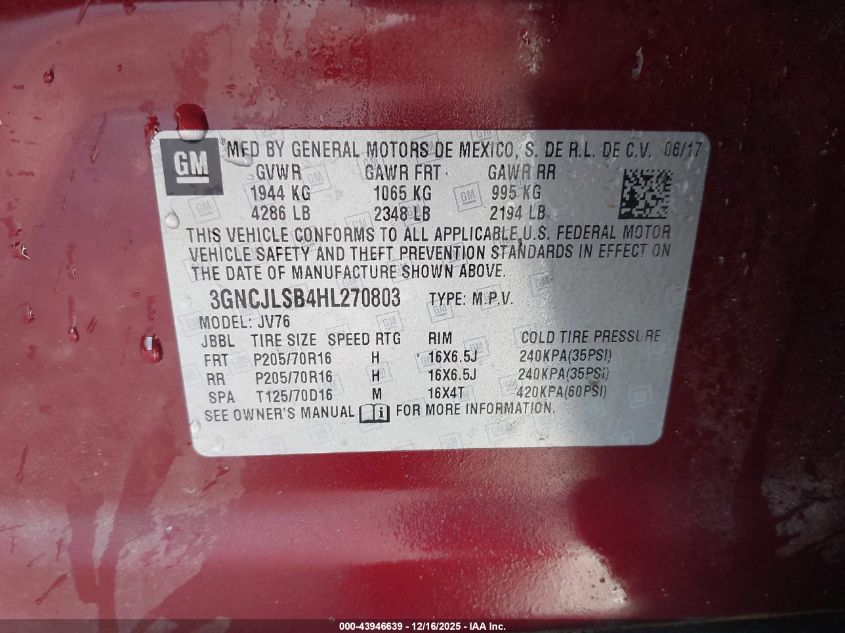 GM
MFD BY GENERAL MOTORS DE MEXICO, S. DE R.L. DE C.V. 06/17
GVWR GAWR FRT GAWR RR
1944 KG 1065 KG 995 KG
4286 LB 2348 LB 2194 LB
THIS VEHICLE CONFORMS TO ALL APPLICABLE U.S. FEDERAL MOTOR
VEHICLE SAFETY AND THEFT PREVENTION STANDARDS IN EFFECT ON
THE DATE OF MANUFACTURE SHOWN ABOVE.
3GNCJLSB4HL270803 TYPE: M.P.V.
MODEL: JV76
JBBL TIRE SIZE SPEED RTG RIM COLD TIRE PRESSURE
FRT P205/70R16 H 16X6.5J 240KPA(35PSI)
RR P205/70R16 H 16X6.5J 240KPA(35PSI)
SPA T125/70D16 M 16X4T 420KPA(60PSI)
SEE OWNER'S MANUAL FOR MORE INFORMATION.
000-43946639 - 12/16/2025 - IAA Inc.